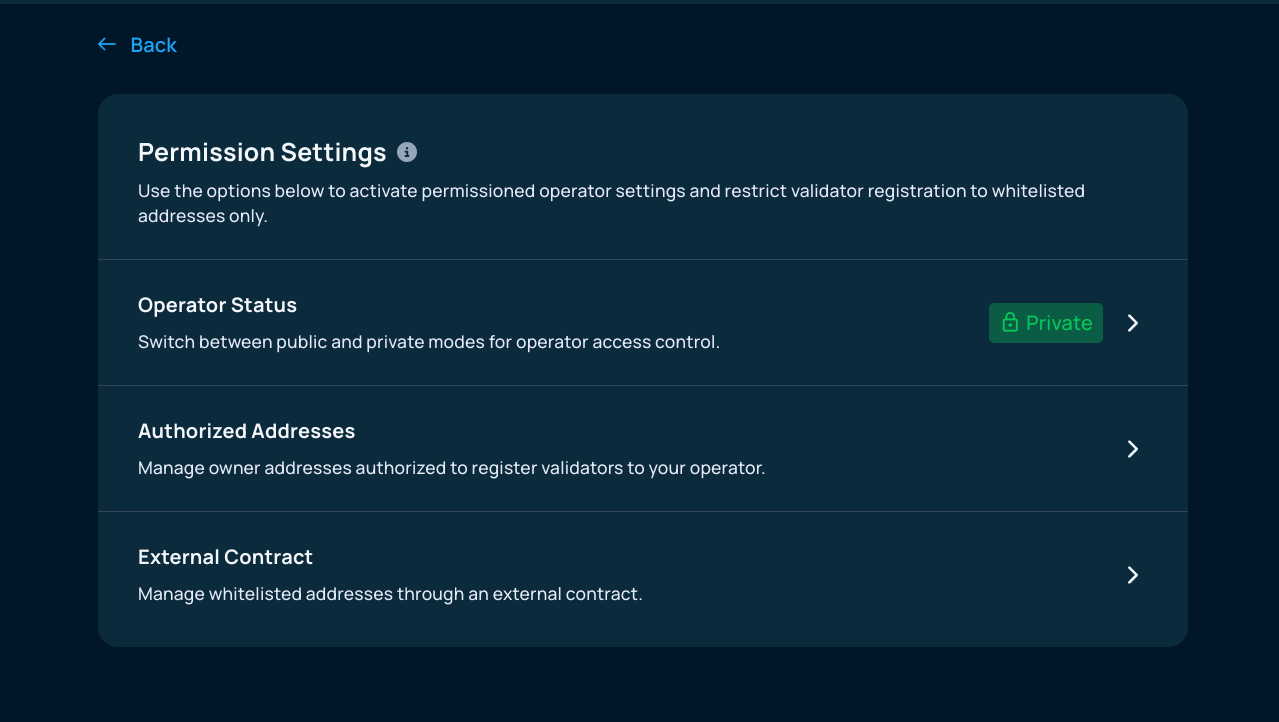 Back
Permission Settings
Use the options below to activate permissioned operator settings and restrict validator registration to whitelisted
addresses only.
Operator Status
Switch between public and private modes for operator access control.
Private
Authorized Addresses
Manage owner addresses authorized to register validators to your operator.
External Contract
Manage whitelisted addresses through an external contract.